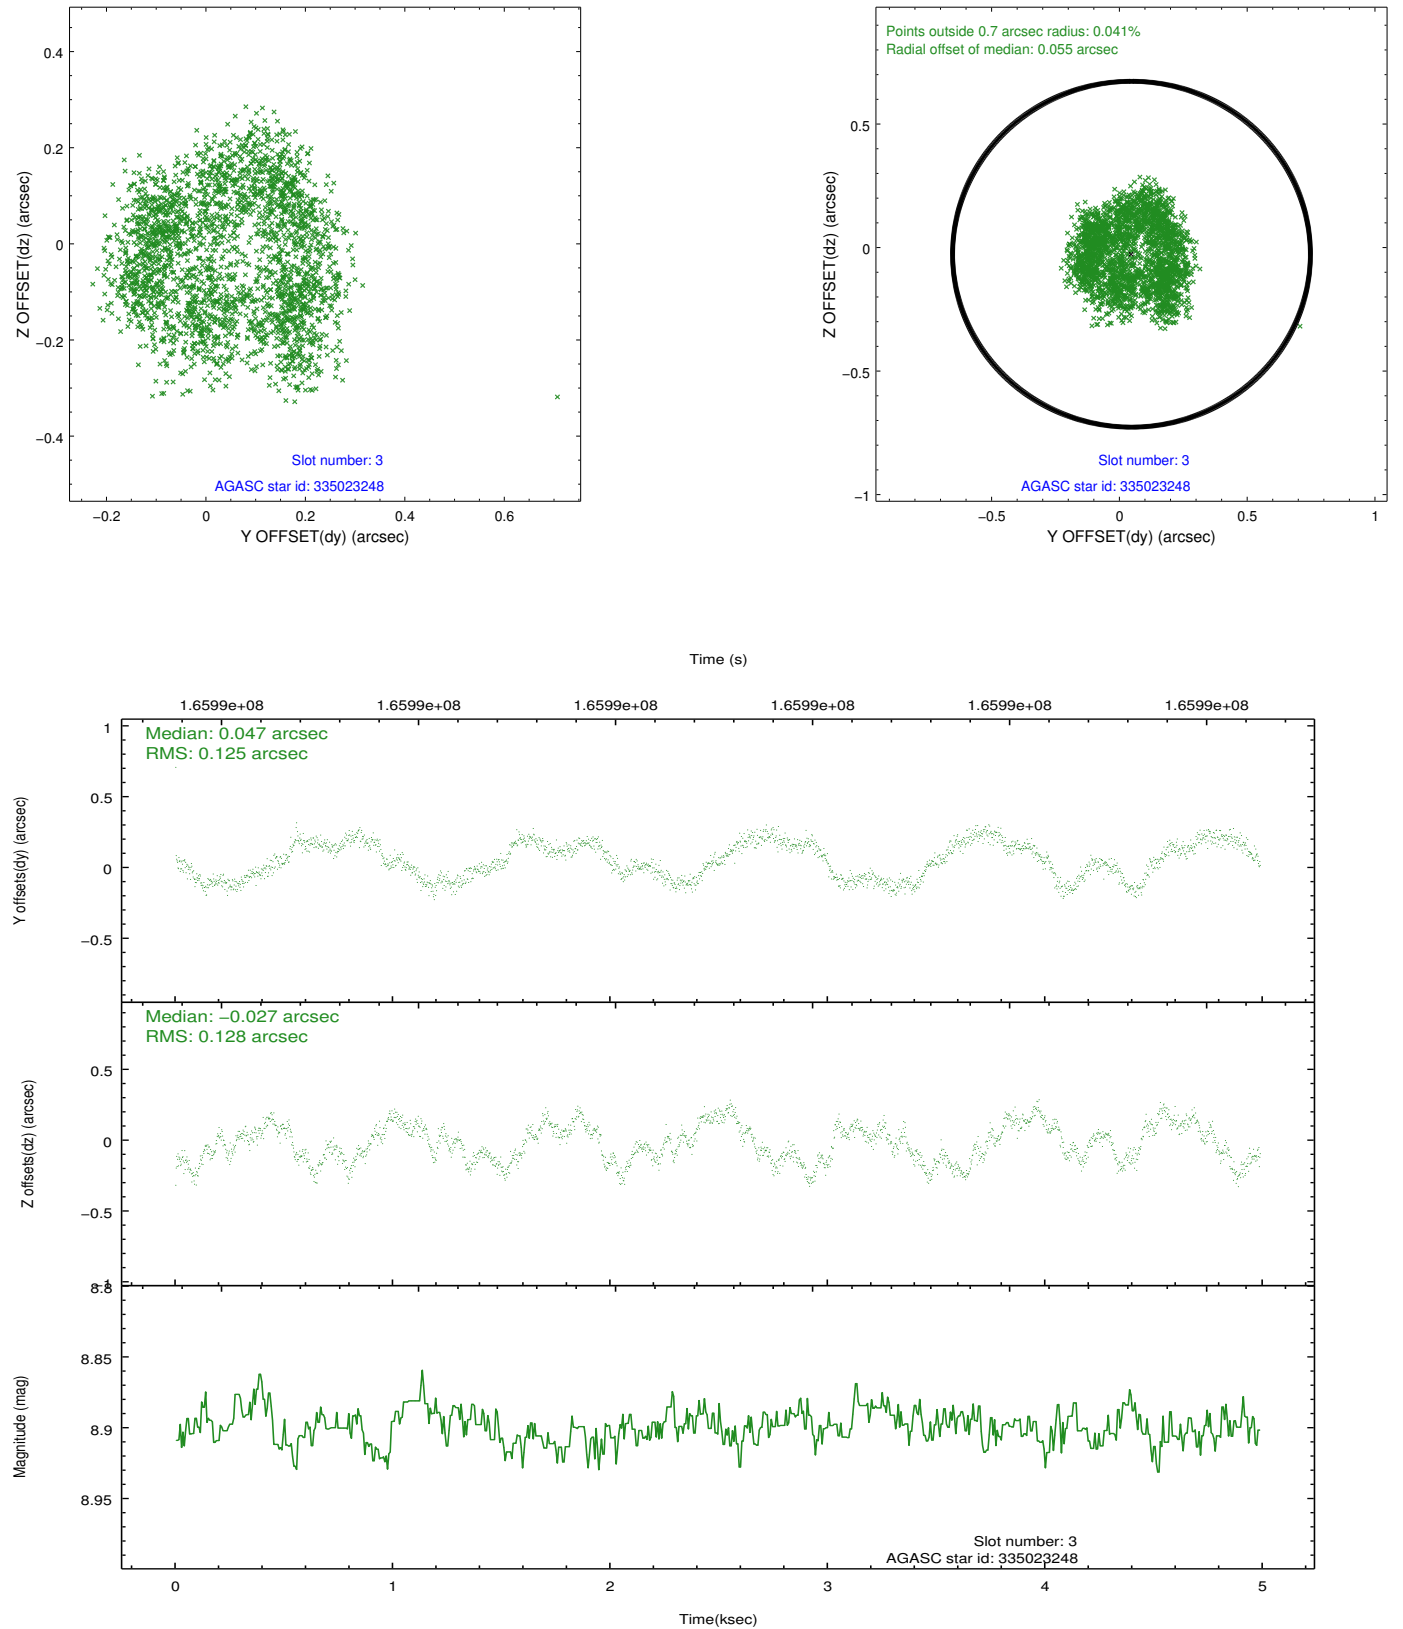 0.4
0.2
0
−0.2
−0.4
Z OFFSET(dz) (arcsec)
Slot number: 3
AGASC star id: 335023248
−0.2 0 0.2 0.4 0.6
Y OFFSET(dy) (arcsec)
Points outside 0.7 arcsec radius: 0.041%
Radial offset of median: 0.055 arcsec
0.5
0
−0.5
−1
Z OFFSET(dz) (arcsec)
Slot number: 3
AGASC star id: 335023248
−0.5 0 0.5 1
Y OFFSET(dy) (arcsec)
Time (s)
1.6599e+08 1.6599e+08 1.6599e+08 1.6599e+08 1.6599e+08 1.6599e+08
Median: 0.047 arcsec
RMS: 0.125 arcsec
1
0.5
0
−0.5
Y offsets(dy) (arcsec)
Median: −0.027 arcsec
RMS: 0.128 arcsec
0.5
0
−0.5
−1
Z offsets(dz) (arcsec)
8.8
8.85
8.9
8.95
Magnitude (mag)
Slot number: 3
AGASC star id: 335023248
0 1 2 3 4 5
Time(ksec)